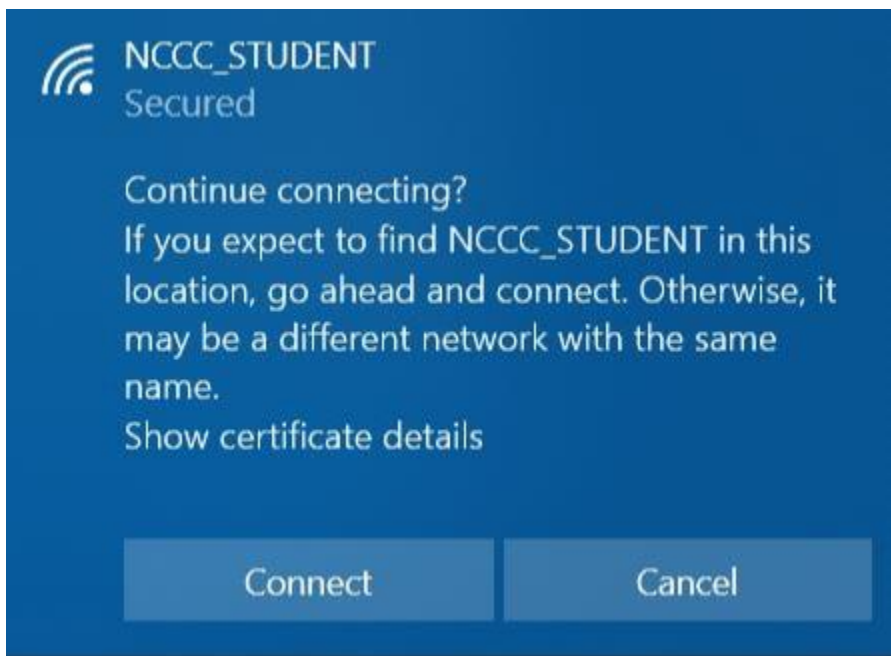 NCCC_STUDENT
Secured
Continue connecting?
If you expect to find NCCC_STUDENT in this
location, go ahead and connect. Otherwise, it
may be a different network with the same
name.
Show certificate details
Connect
Cancel